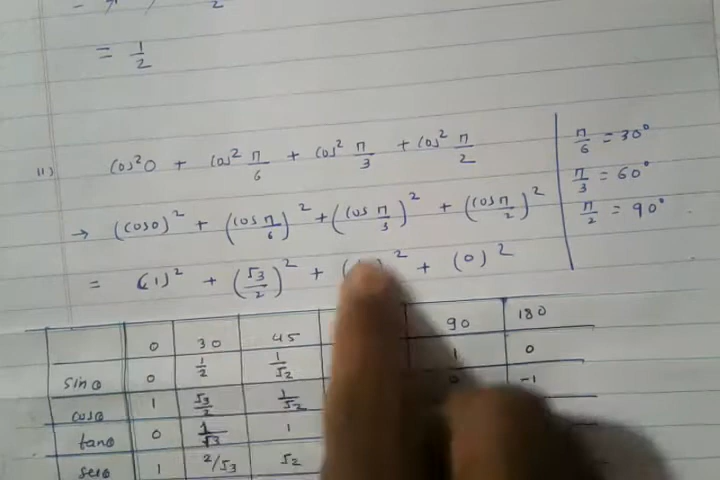 = 1/2
11) cos²0 + cos² π/6 + cos² π/3 + cos² π/2
→ (cos0)² + (cos π/6)² + (cos π/3)² + (cos π/2)²
= (1)² + (√3/2)² + ( )² + (0)²
π/6 = 30°
π/3 = 60°
π/2 = 90°
0 30 45 90 180
sinθ 0 1/2 1/√2 1 0
cosθ 1 √3/2 1/√2 0 -1
tanθ 0 1/√3 1
secθ 1 2/√3 √2